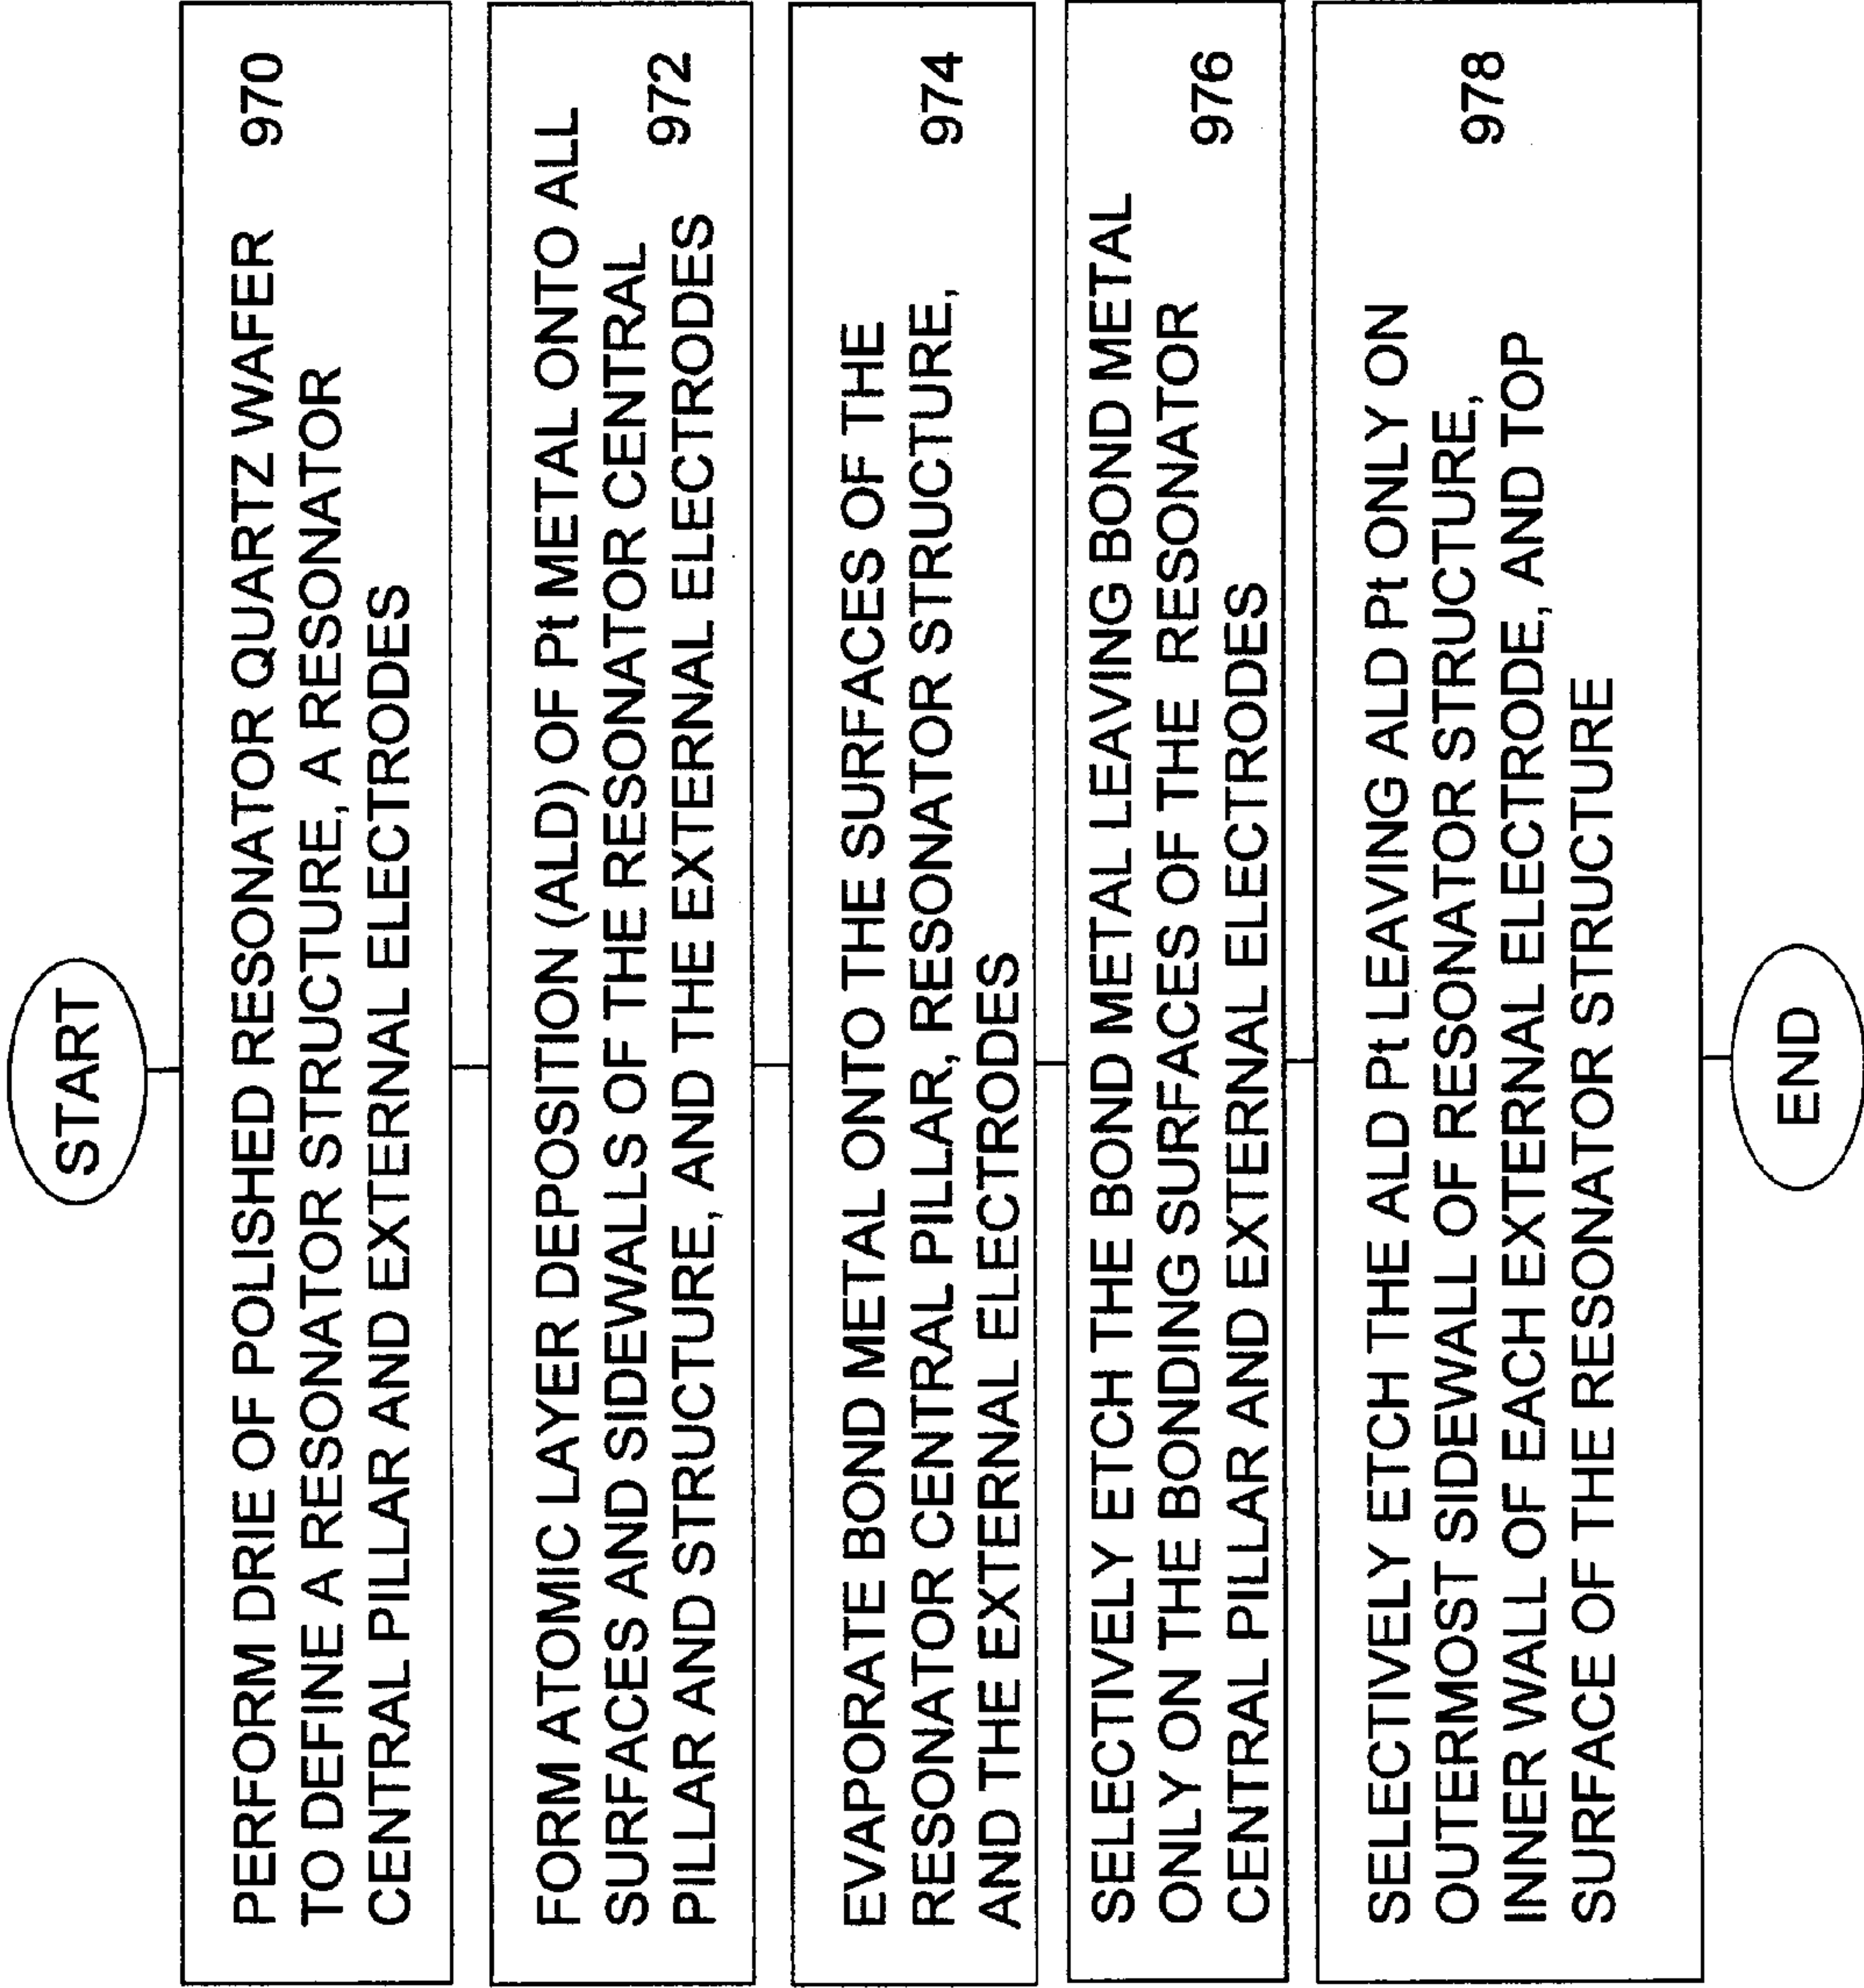 START
PERFORM DRIE OF POLISHED RESONATOR QUARTZ WAFER
TO DEFINE A RESONATOR STRUCTURE, A RESONATOR
CENTRAL PILLAR AND EXTERNAL ELECTRODES
970
FORM ATOMIC LAYER DEPOSITION (ALD) OF Pt METAL ONTO ALL
SURFACES AND SIDEWALLS OF THE RESONATOR CENTRAL
PILLAR AND STRUCTURE, AND THE EXTERNAL ELECTRODES
972
EVAPORATE BOND METAL ONTO THE SURFACES OF THE
RESONATOR CENTRAL PILLAR, RESONATOR STRUCTURE,
AND THE EXTERNAL ELECTRODES
974
SELECTIVELY ETCH THE BOND METAL LEAVING BOND METAL
ONLY ON THE BONDING SURFACES OF THE RESONATOR
CENTRAL PILLAR AND EXTERNAL ELECTRODES
976
SELECTIVELY ETCH THE ALD Pt LEAVING ALD Pt ONLY ON
OUTERMOST SIDEWALL OF RESONATOR STRUCTURE,
INNER WALL OF EACH EXTERNAL ELECTRODE, AND TOP
SURFACE OF THE RESONATOR STRUCTURE
978
END